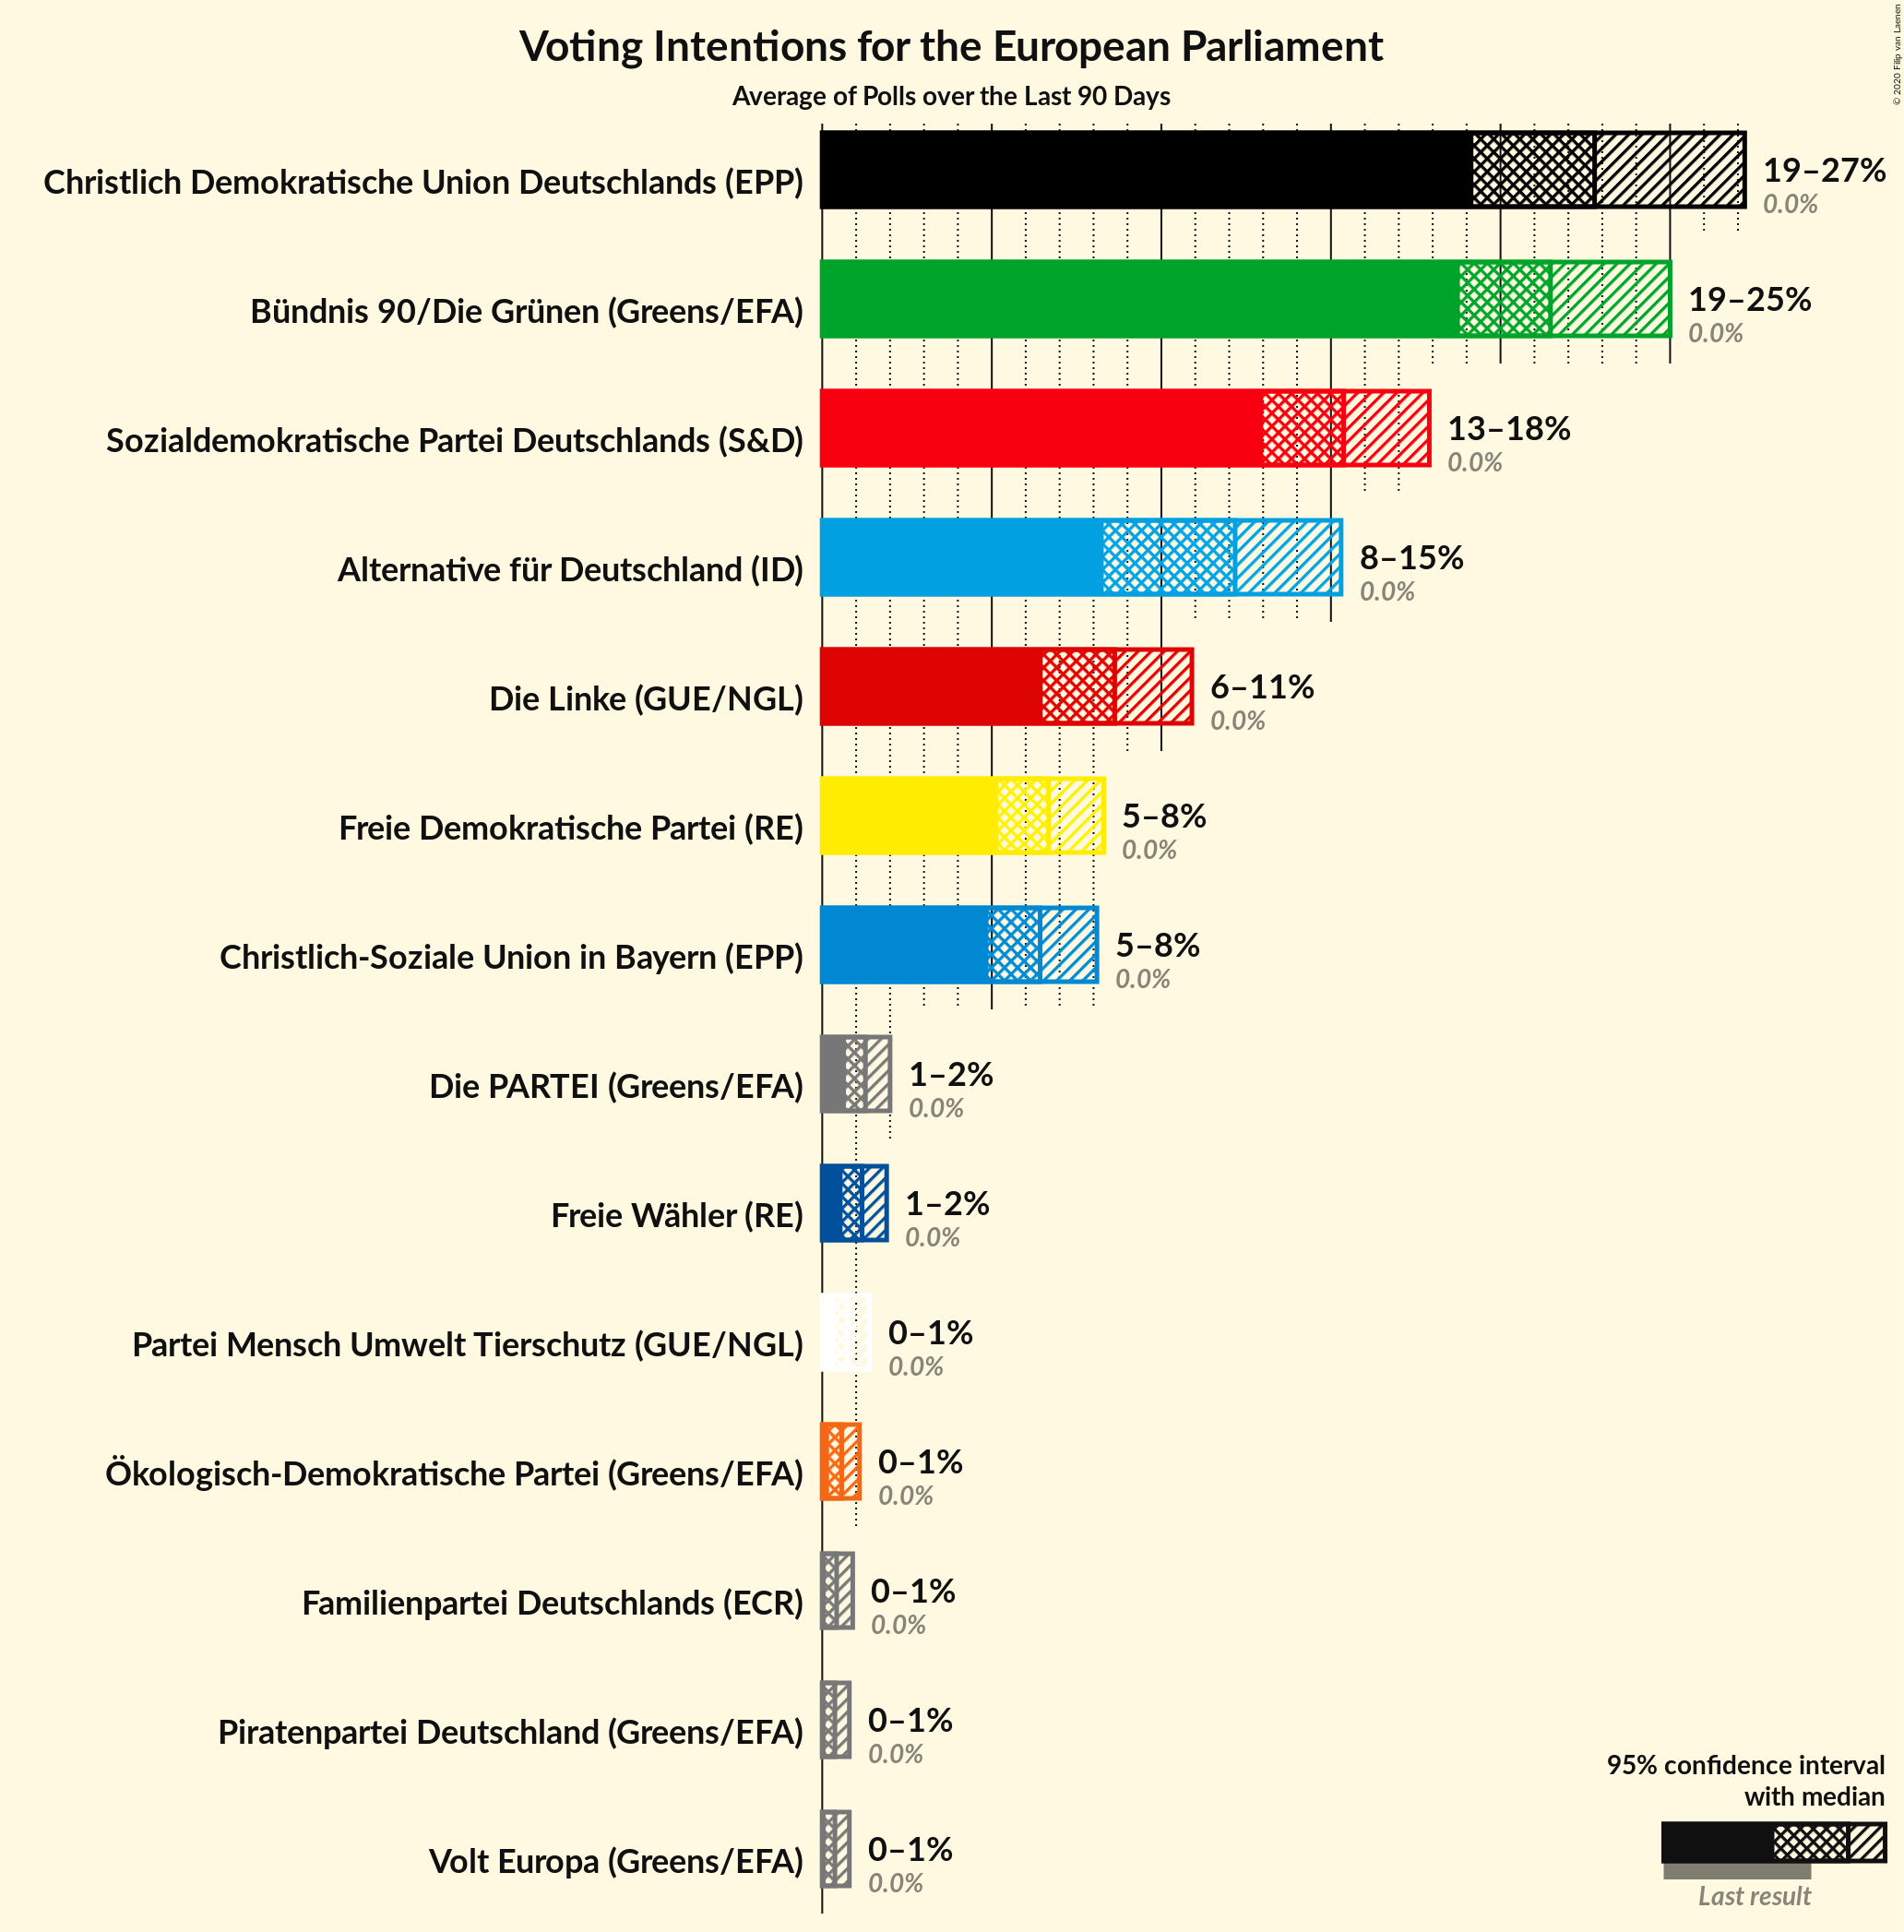 Voting Intentions for the European Parliament
Average of Polls over the Last 90 Days
© 2020 Filip van Laenen
Christlich Demokratische Union Deutschlands (EPP)
19–27%
0.0%
Bündnis 90/Die Grünen (Greens/EFA)
19–25%
0.0%
Sozialdemokratische Partei Deutschlands (S&D)
13–18%
0.0%
Alternative für Deutschland (ID)
8–15%
0.0%
Die Linke (GUE/NGL)
6–11%
0.0%
Freie Demokratische Partei (RE)
5–8%
0.0%
Christlich-Soziale Union in Bayern (EPP)
5–8%
0.0%
Die PARTEI (Greens/EFA)
1–2%
0.0%
Freie Wähler (RE)
1–2%
0.0%
Partei Mensch Umwelt Tierschutz (GUE/NGL)
0–1%
0.0%
Ökologisch-Demokratische Partei (Greens/EFA)
0–1%
0.0%
Familienpartei Deutschlands (ECR)
0–1%
0.0%
Piratenpartei Deutschland (Greens/EFA)
0–1%
0.0%
Volt Europa (Greens/EFA)
0–1%
0.0%
95% confidence interval
with median
Last result